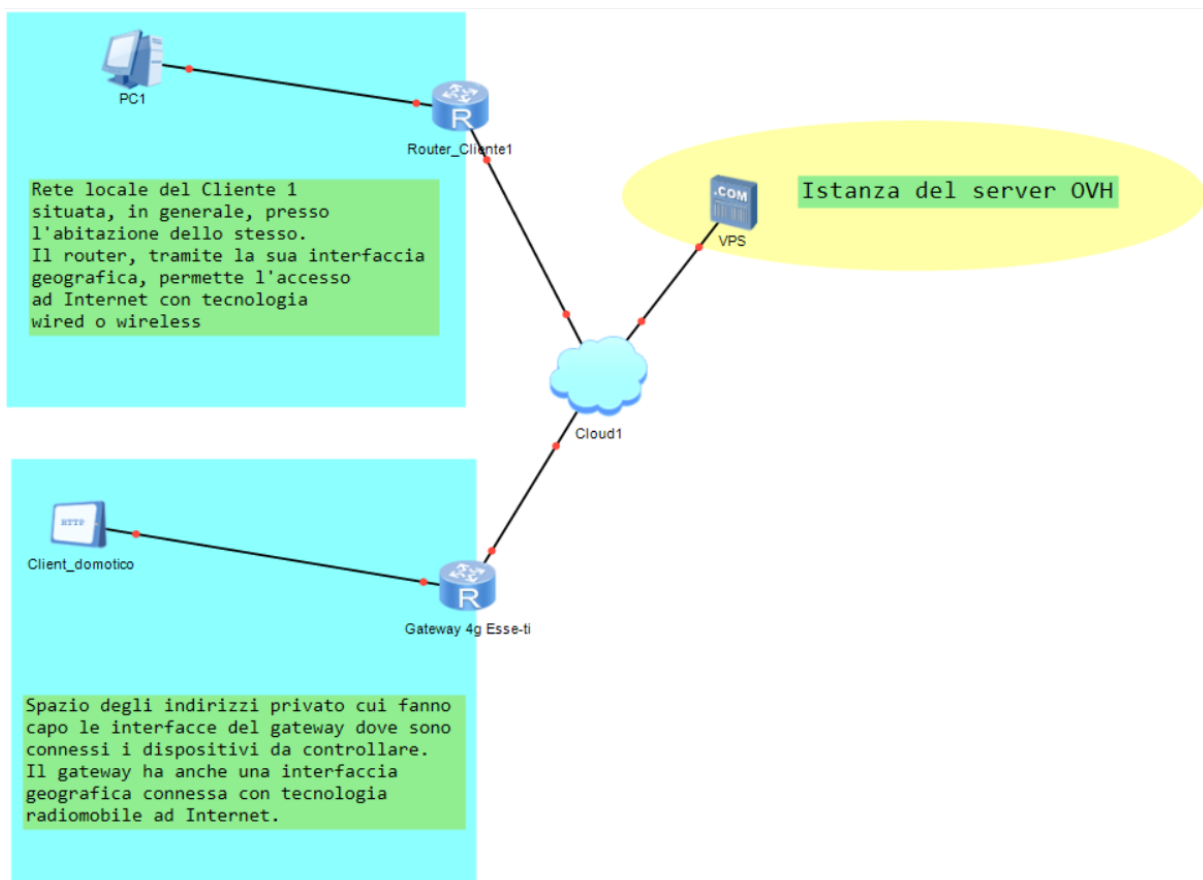 PC1
R
Router_Cliente1
Rete locale del Cliente 1
situata, in generale, presso
l'abitazione dello stesso.
Il router, tramite la sua interfaccia
geografica, permette l'accesso
ad Internet con tecnologia
wired o wireless
.COM
VPS
Istanza del server OVH
Cloud1
HTTP
Client_domotico
R
Gateway 4g Esse-ti
Spazio degli indirizzi privato cui fanno
capo le interfacce del gateway dove sono
connessi i dispositivi da controllare.
Il gateway ha anche una interfaccia
geografica connessa con tecnologia
radiomobile ad Internet.